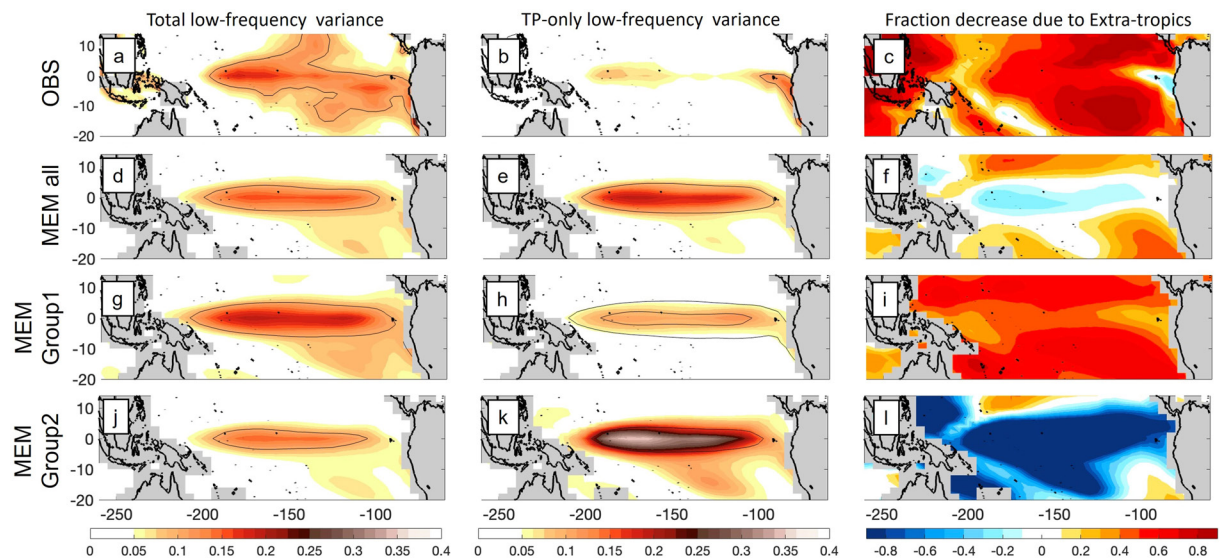 Total low-frequency variance
TP-only low-frequency variance
Fraction decrease due to Extra-tropics
OBS
0
-10
-20
a
b
c
MEM all
0
-10
-20
d
e
f
MEM
Group1
0
-10
-20
g
h
i
MEM
Group2
0
-10
-20
j
k
l
-250 -200 -150 -100
-250 -200 -150 -100
-250 -200 -150 -100
0 0.05 0.1 0.15 0.2 0.25 0.3 0.35 0.4
0 0.05 0.1 0.15 0.2 0.25 0.3 0.35 0.4
-0.8 -0.6 -0.4 -0.2 0 0.2 0.4 0.6 0.8